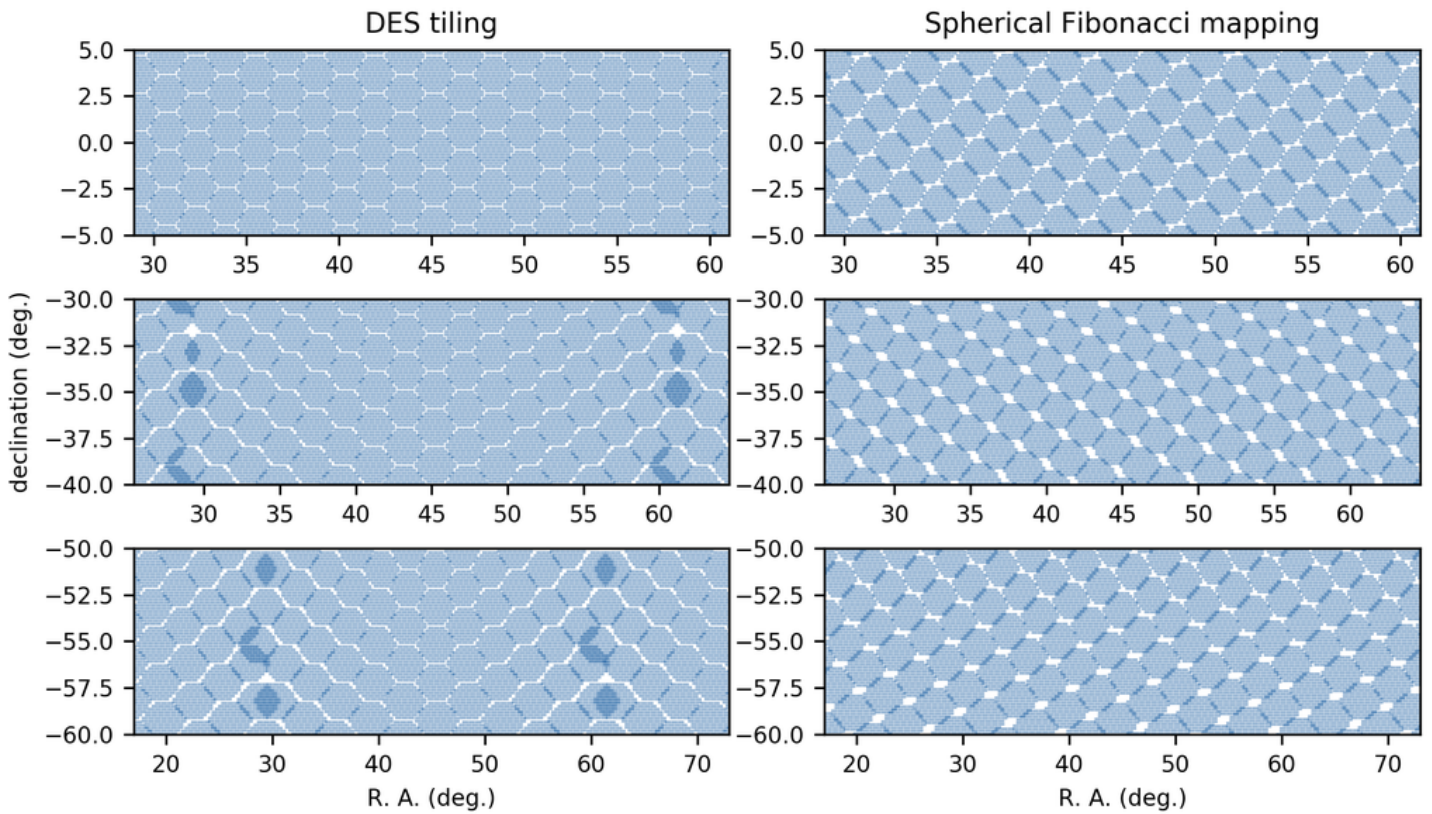 DES tiling
Spherical Fibonacci mapping
5.0
2.5
0.0
−2.5
−5.0
30 35 40 45 50 55 60
5.0
2.5
0.0
−2.5
−5.0
30 35 40 45 50 55 60
declination (deg.)
−30.0
−32.5
−35.0
−37.5
−40.0
30 35 40 45 50 55 60
−30.0
−32.5
−35.0
−37.5
−40.0
30 35 40 45 50 55 60
−50.0
−52.5
−55.0
−57.5
−60.0
20 30 40 50 60 70
R. A. (deg.)
−50.0
−52.5
−55.0
−57.5
−60.0
20 30 40 50 60 70
R. A. (deg.)